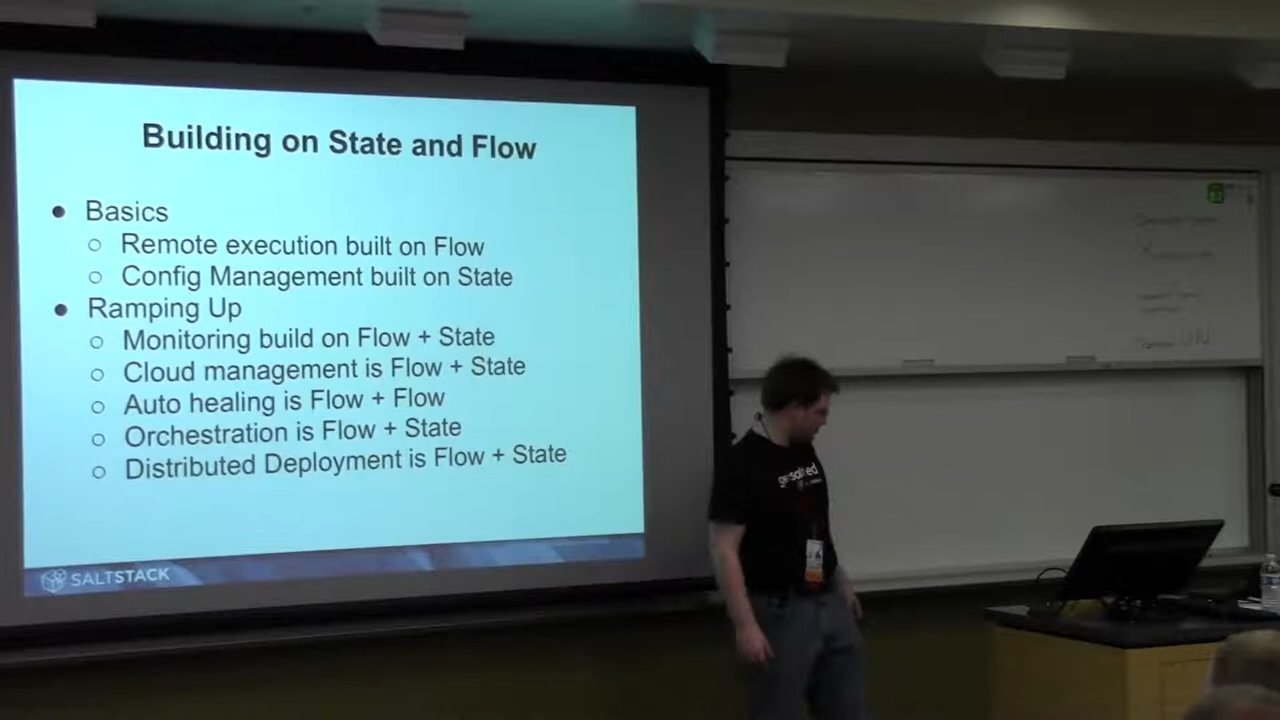 Building on State and Flow
● Basics
○ Remote execution built on Flow
○ Config Management built on State
● Ramping Up
○ Monitoring build on Flow + State
○ Cloud management is Flow + State
○ Auto healing is Flow + Flow
○ Orchestration is Flow + State
○ Distributed Deployment is Flow + State
SALTSTACK